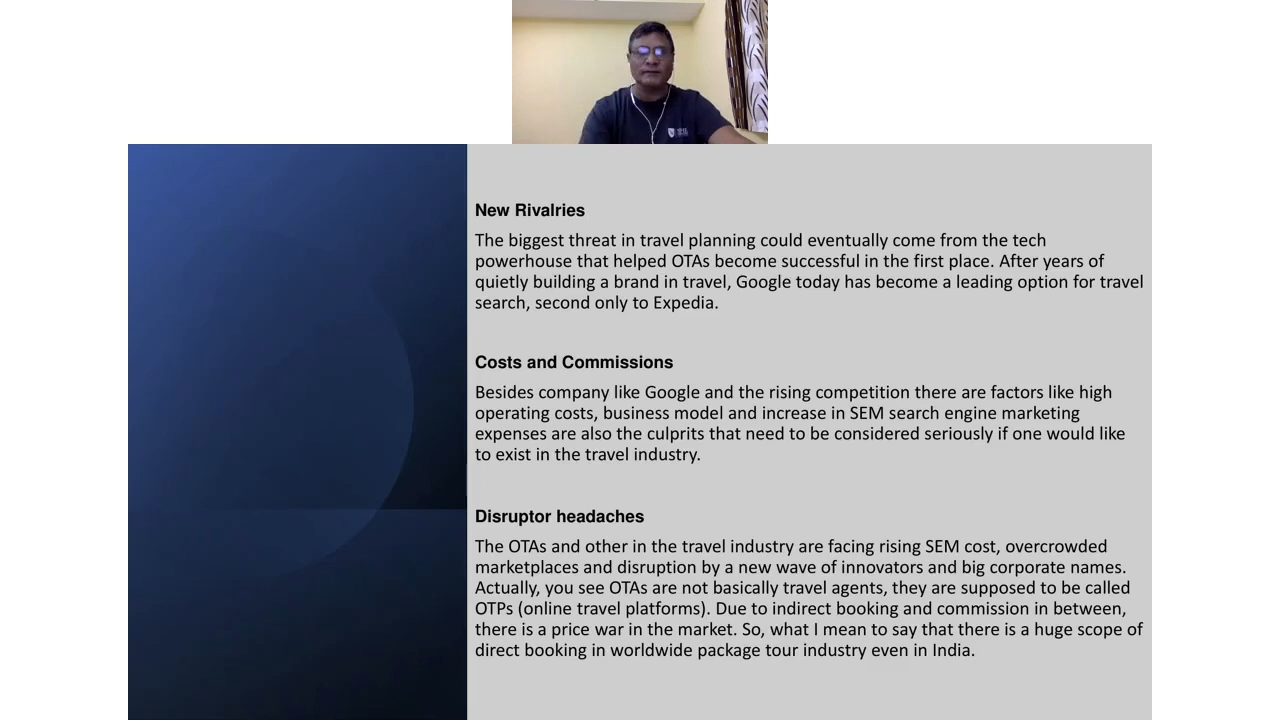 New Rivalries
The biggest threat in travel planning could eventually come from the tech
powerhouse that helped OTAs become successful in the first place. After years of
quietly building a brand in travel, Google today has become a leading option for travel
search, second only to Expedia.
Costs and Commissions
Besides company like Google and the rising competition there are factors like high
operating costs, business model and increase in SEM search engine marketing
expenses are also the culprits that need to be considered seriously if one would like
to exist in the travel industry.
Disruptor headaches
The OTAs and other in the travel industry are facing rising SEM cost, overcrowded
marketplaces and disruption by a new wave of innovators and big corporate names.
Actually, you see OTAs are not basically travel agents, they are supposed to be called
OTPs (online travel platforms). Due to indirect booking and commission in between,
there is a price war in the market. So, what I mean to say that there is a huge scope of
direct booking in worldwide package tour industry even in India.